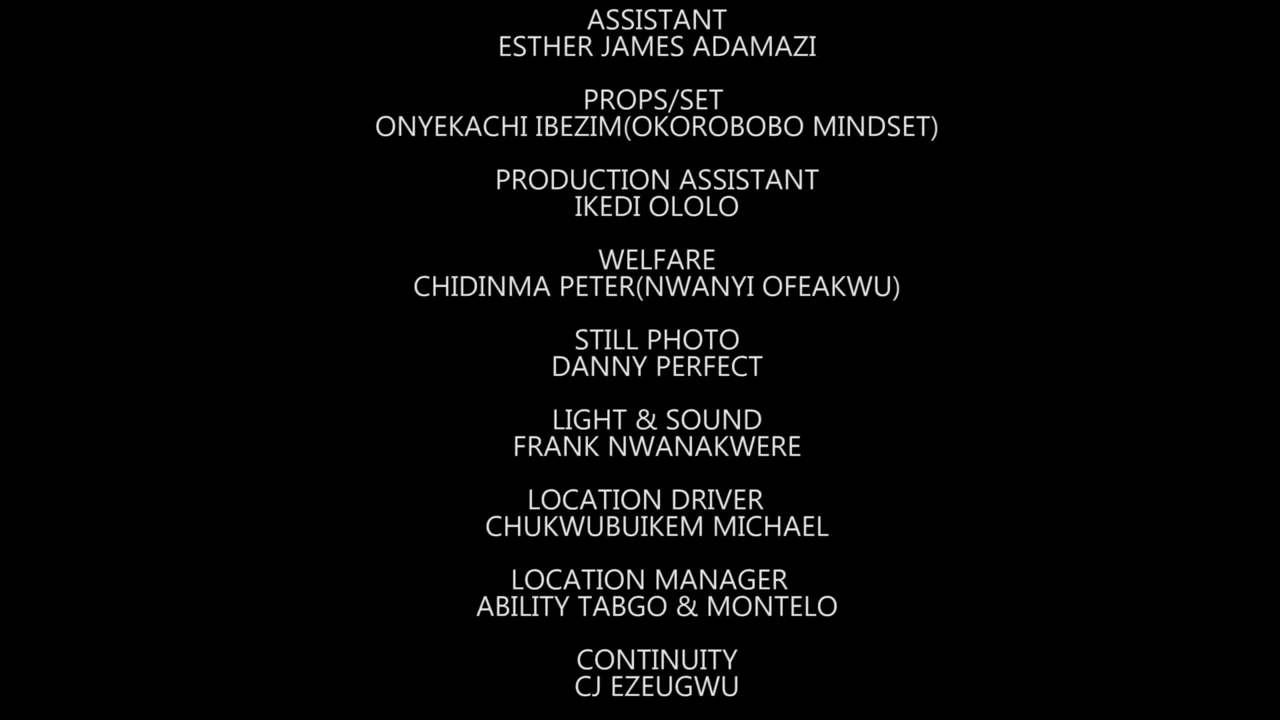 ASSISTANT
ESTHER JAMES ADAMAZI
PROPS/SET
ONYEKACHI IBEZIM(OKOROBOBO MINDSET)
PRODUCTION ASSISTANT
IKEDI OLOLO
WELFARE
CHIDINMA PETER(NWANYI OFEAKWU)
STILL PHOTO
DANNY PERFECT
LIGHT & SOUND
FRANK NWANAKWERE
LOCATION DRIVER
CHUKWUBUIKEM MICHAEL
LOCATION MANAGER
ABILITY TABGO & MONTELO
CONTINUITY
CJ EZEUGWU